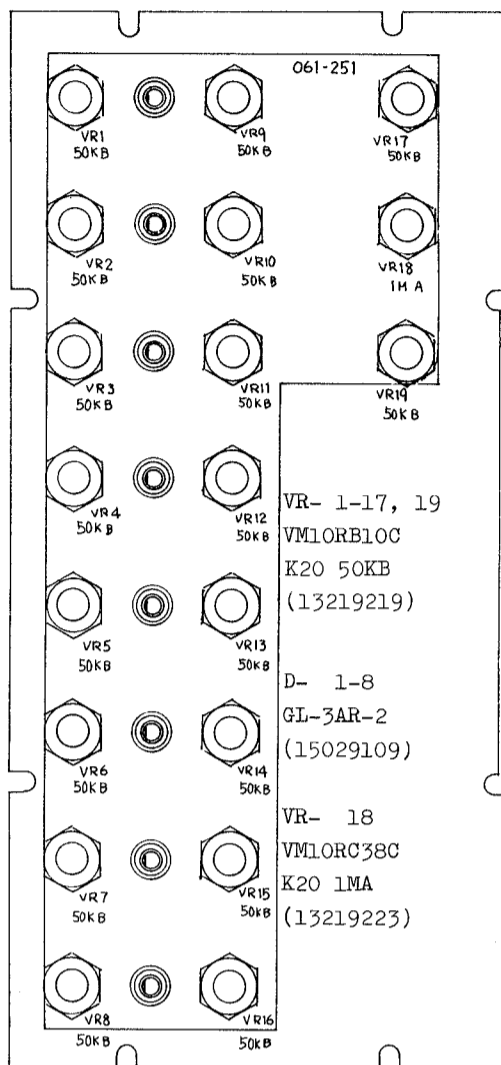 061-251
VR1
50KB
VR9
50KB
VR17
50KB
VR2
50KB
VR10
50KB
VR18
1M A
VR3
50KB
VR11
50KB
VR19
50KB
VR4
50KB
VR12
50KB
VR- 1-17, 19
VM10RB10C
K20 50KB
(13219219)
VR5
50KB
VR13
50KB
D- 1-8
GL-3AR-2
(15029109)
VR6
50KB
VR14
50KB
VR- 18
VM10RC38C
K20 1MA
(13219223)
VR7
50KB
VR15
50KB
VR8
50KB
VR16
50KB